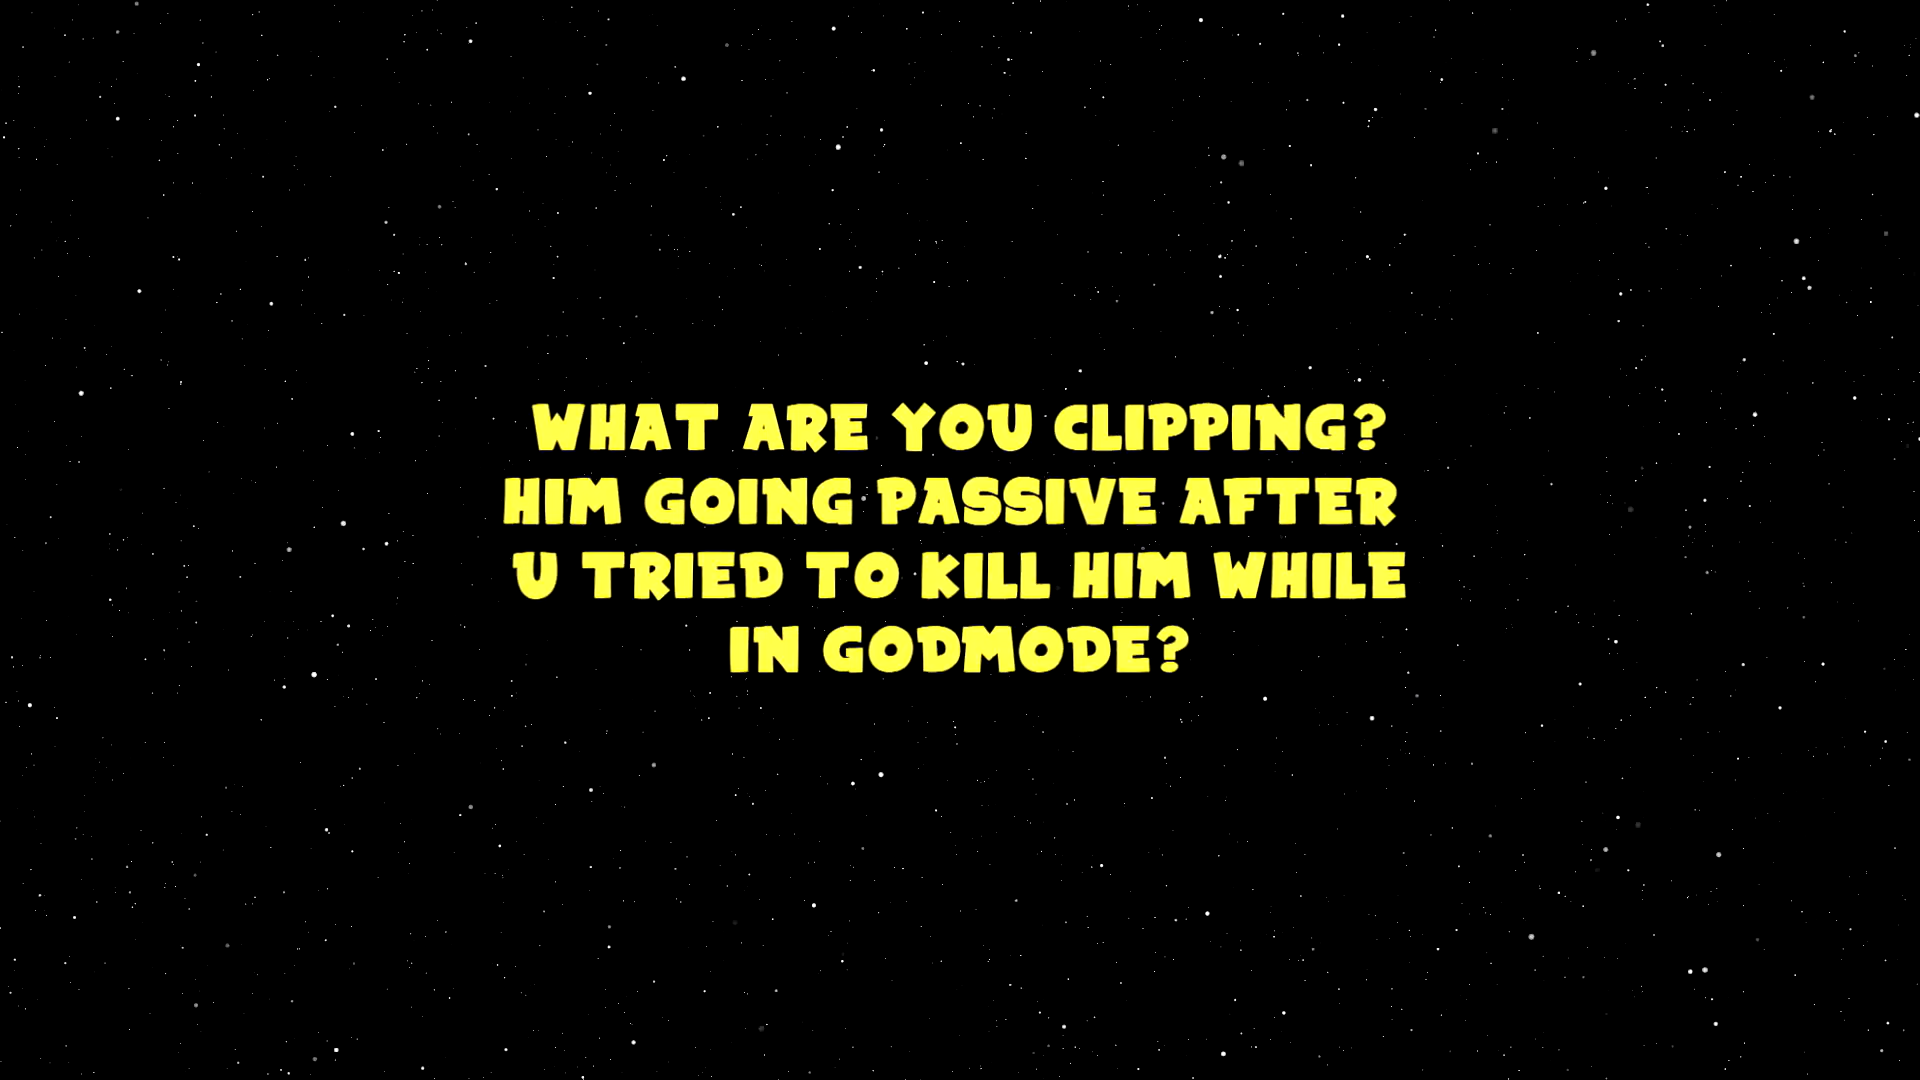 WHAT ARE YOU CLIPPING?
HIM GOING PASSIVE AFTER
U TRIED TO KILL HIM WHILE
IN GODMODE?